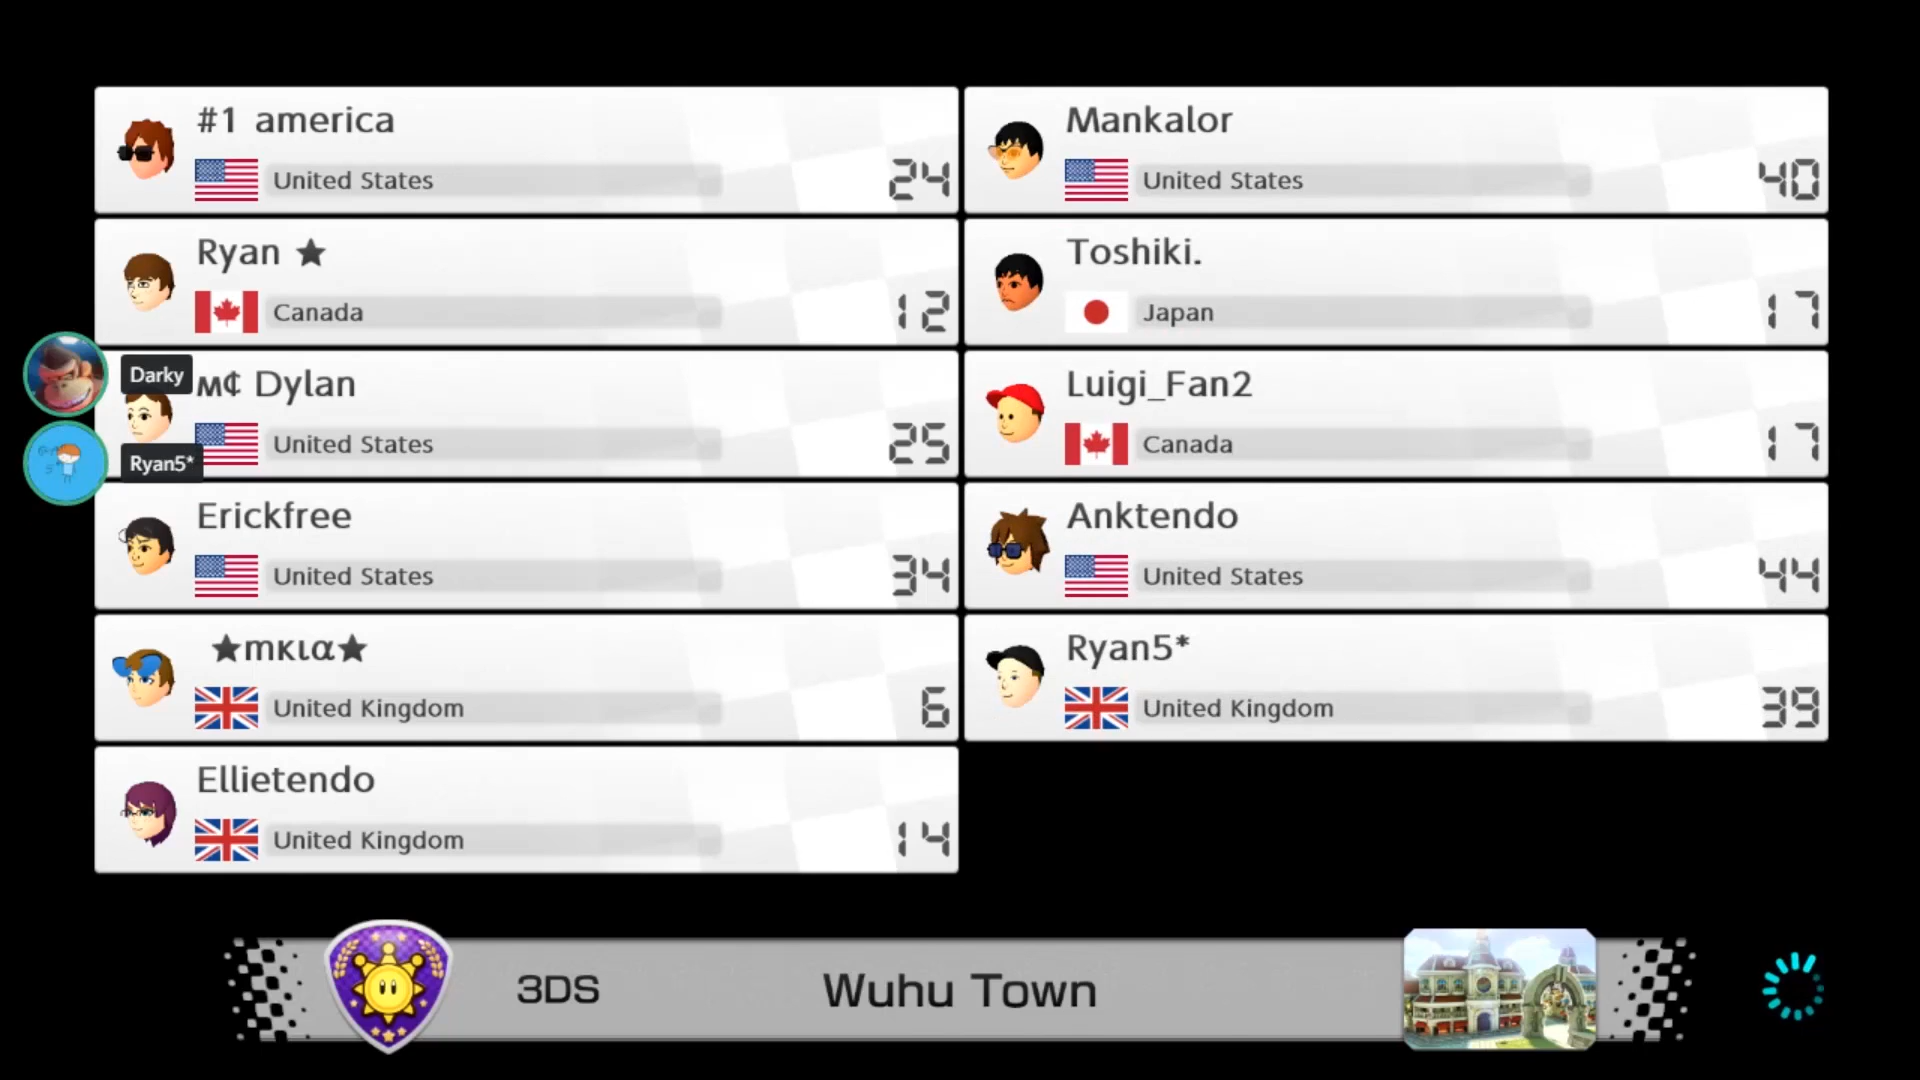 #1 america
United States
24
Mankalor
United States
40
Ryan ★
Canada
12
Toshiki.
Japan
17
Darky
м¢ Dylan
United States
25
Luigi_Fan2
Canada
17
Ryan5*
Erickfree
United States
34
Anktendo
United States
44
★mκια★
United Kingdom
6
Ryan5*
United Kingdom
39
Ellietendo
United Kingdom
14
3DS Wuhu Town